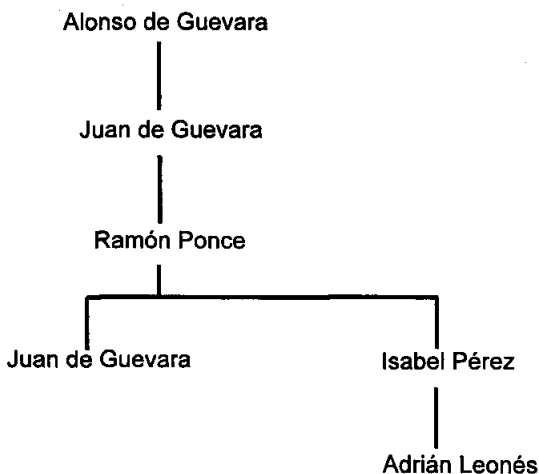 Alonso de Guevara
Juan de Guevara
Ramón Ponce
Juan de Guevara
Isabel Pérez
Adrián Leonés